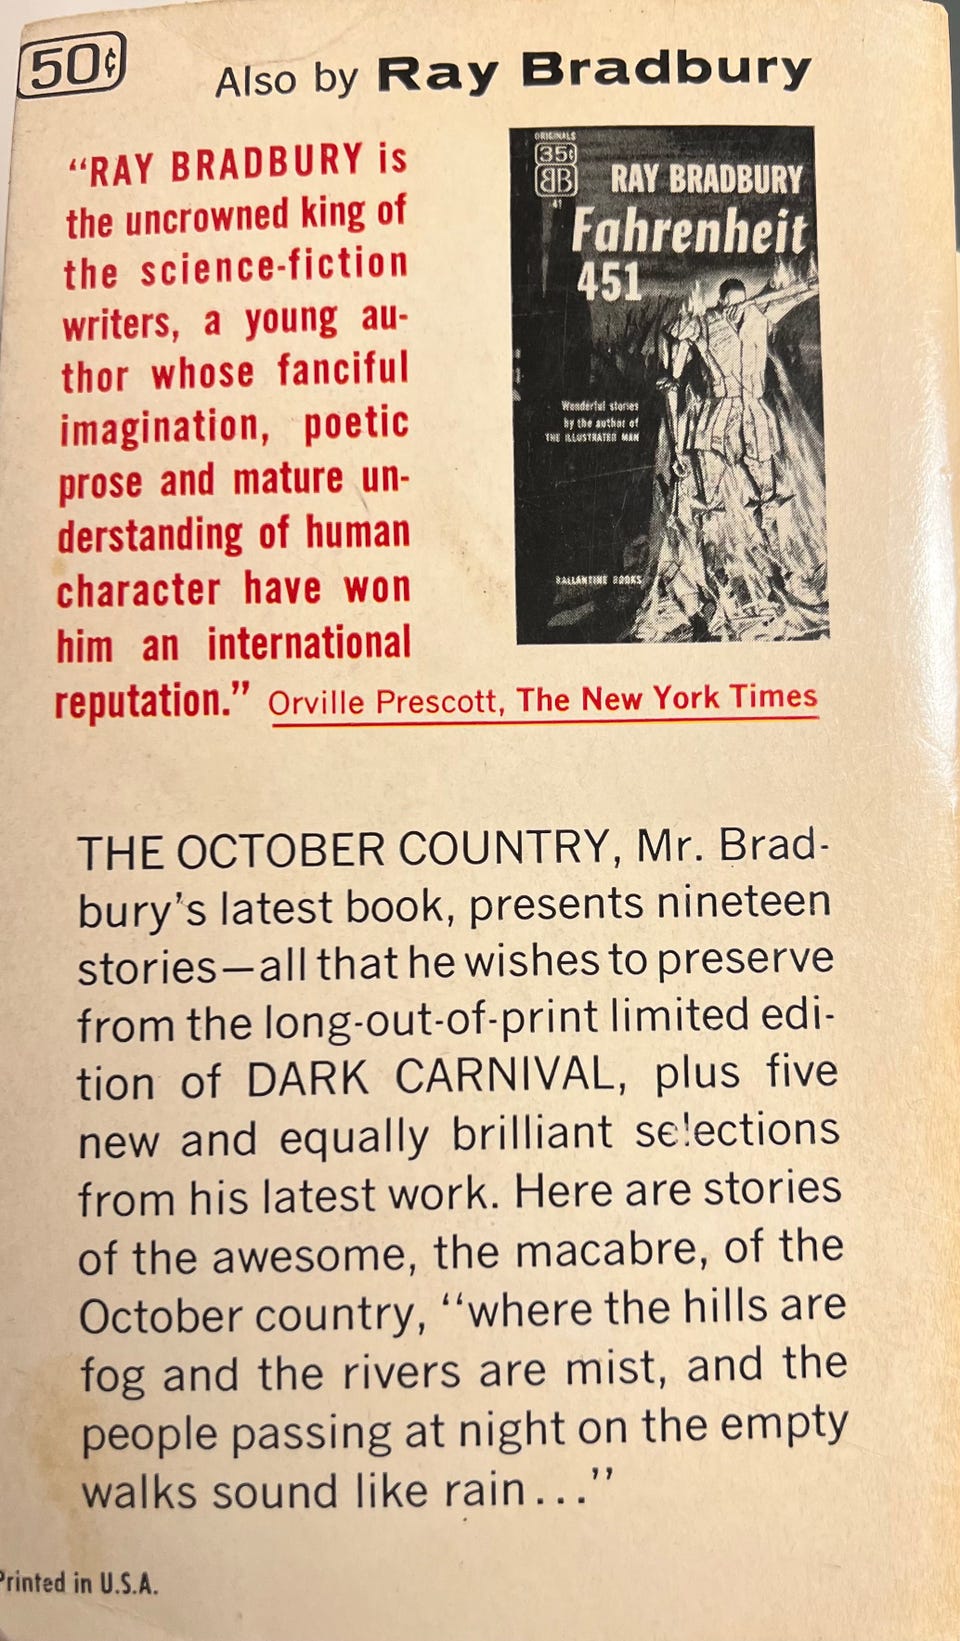 50¢
Also by Ray Bradbury
“RAY BRADBURY is
the uncrowned king of
the science-fiction
writers, a young au-
thor whose fanciful
imagination, poetic
prose and mature un-
derstanding of human
character have won
him an international
reputation.” Orville Prescott, The New York Times
ORIGINALS
35¢
BB
41
RAY BRADBURY
Fahrenheit
451
Wonderful stories
by the author of
THE ILLUSTRATED MAN
BALLANTINE BOOKS
THE OCTOBER COUNTRY, Mr. Brad-
bury’s latest book, presents nineteen
stories—all that he wishes to preserve
from the long-out-of-print limited edi-
tion of DARK CARNIVAL, plus five
new and equally brilliant selections
from his latest work. Here are stories
of the awesome, the macabre, of the
October country, “where the hills are
fog and the rivers are mist, and the
people passing at night on the empty
walks sound like rain...”
Printed in U.S.A.